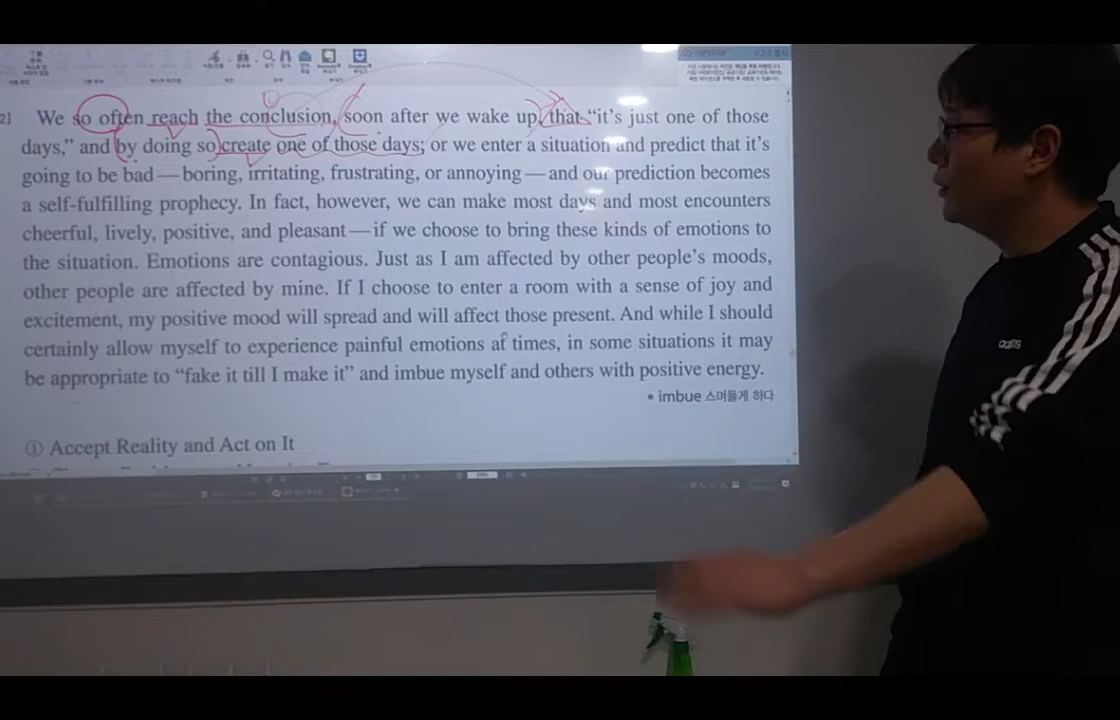 2] We so often reach the conclusion, soon after we wake up, that "it's just one of those
days," and by doing so create one of those days; or we enter a situation and predict that it's
going to be bad—boring, irritating, frustrating, or annoying—and our prediction becomes
a self-fulfilling prophecy. In fact, however, we can make most days and most encounters
cheerful, lively, positive, and pleasant—if we choose to bring these kinds of emotions to
the situation. Emotions are contagious. Just as I am affected by other people's moods,
other people are affected by mine. If I choose to enter a room with a sense of joy and
excitement, my positive mood will spread and will affect those present. And while I should
certainly allow myself to experience painful emotions at times, in some situations it may
be appropriate to "fake it till I make it" and imbue myself and others with positive energy.
* imbue 스며들게 하다
① Accept Reality and Act on It
adidas